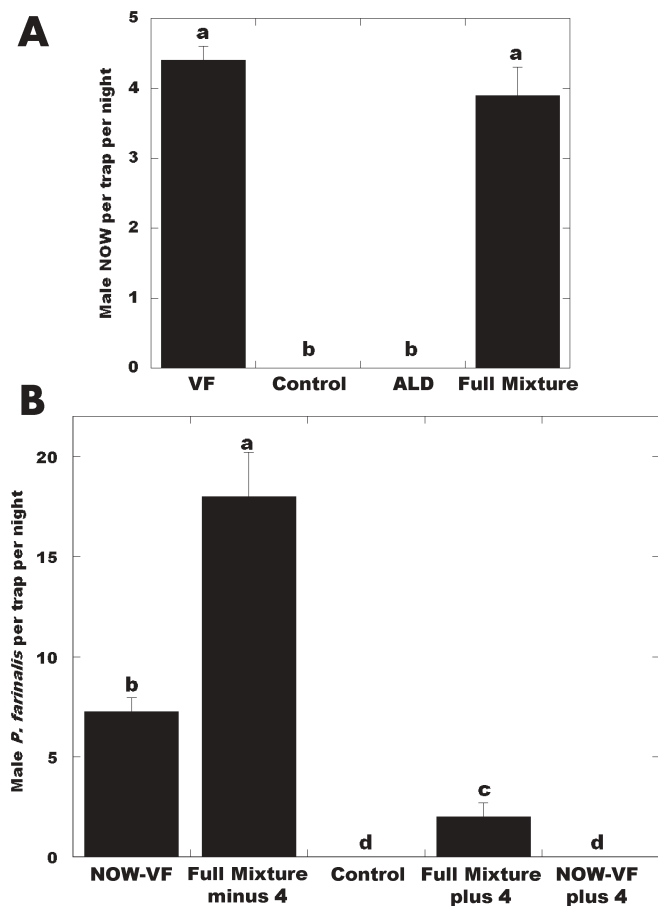 A
Male NOW per trap per night
5
4
3
2
1
0
a
b
b
a
VF Control ALD Full Mixture
B
Male P. farinalis per trap per night
20
15
10
5
0
b
a
d
c
d
NOW-VF Full Mixture Control Full Mixture NOW-VF
minus 4 plus 4 plus 4